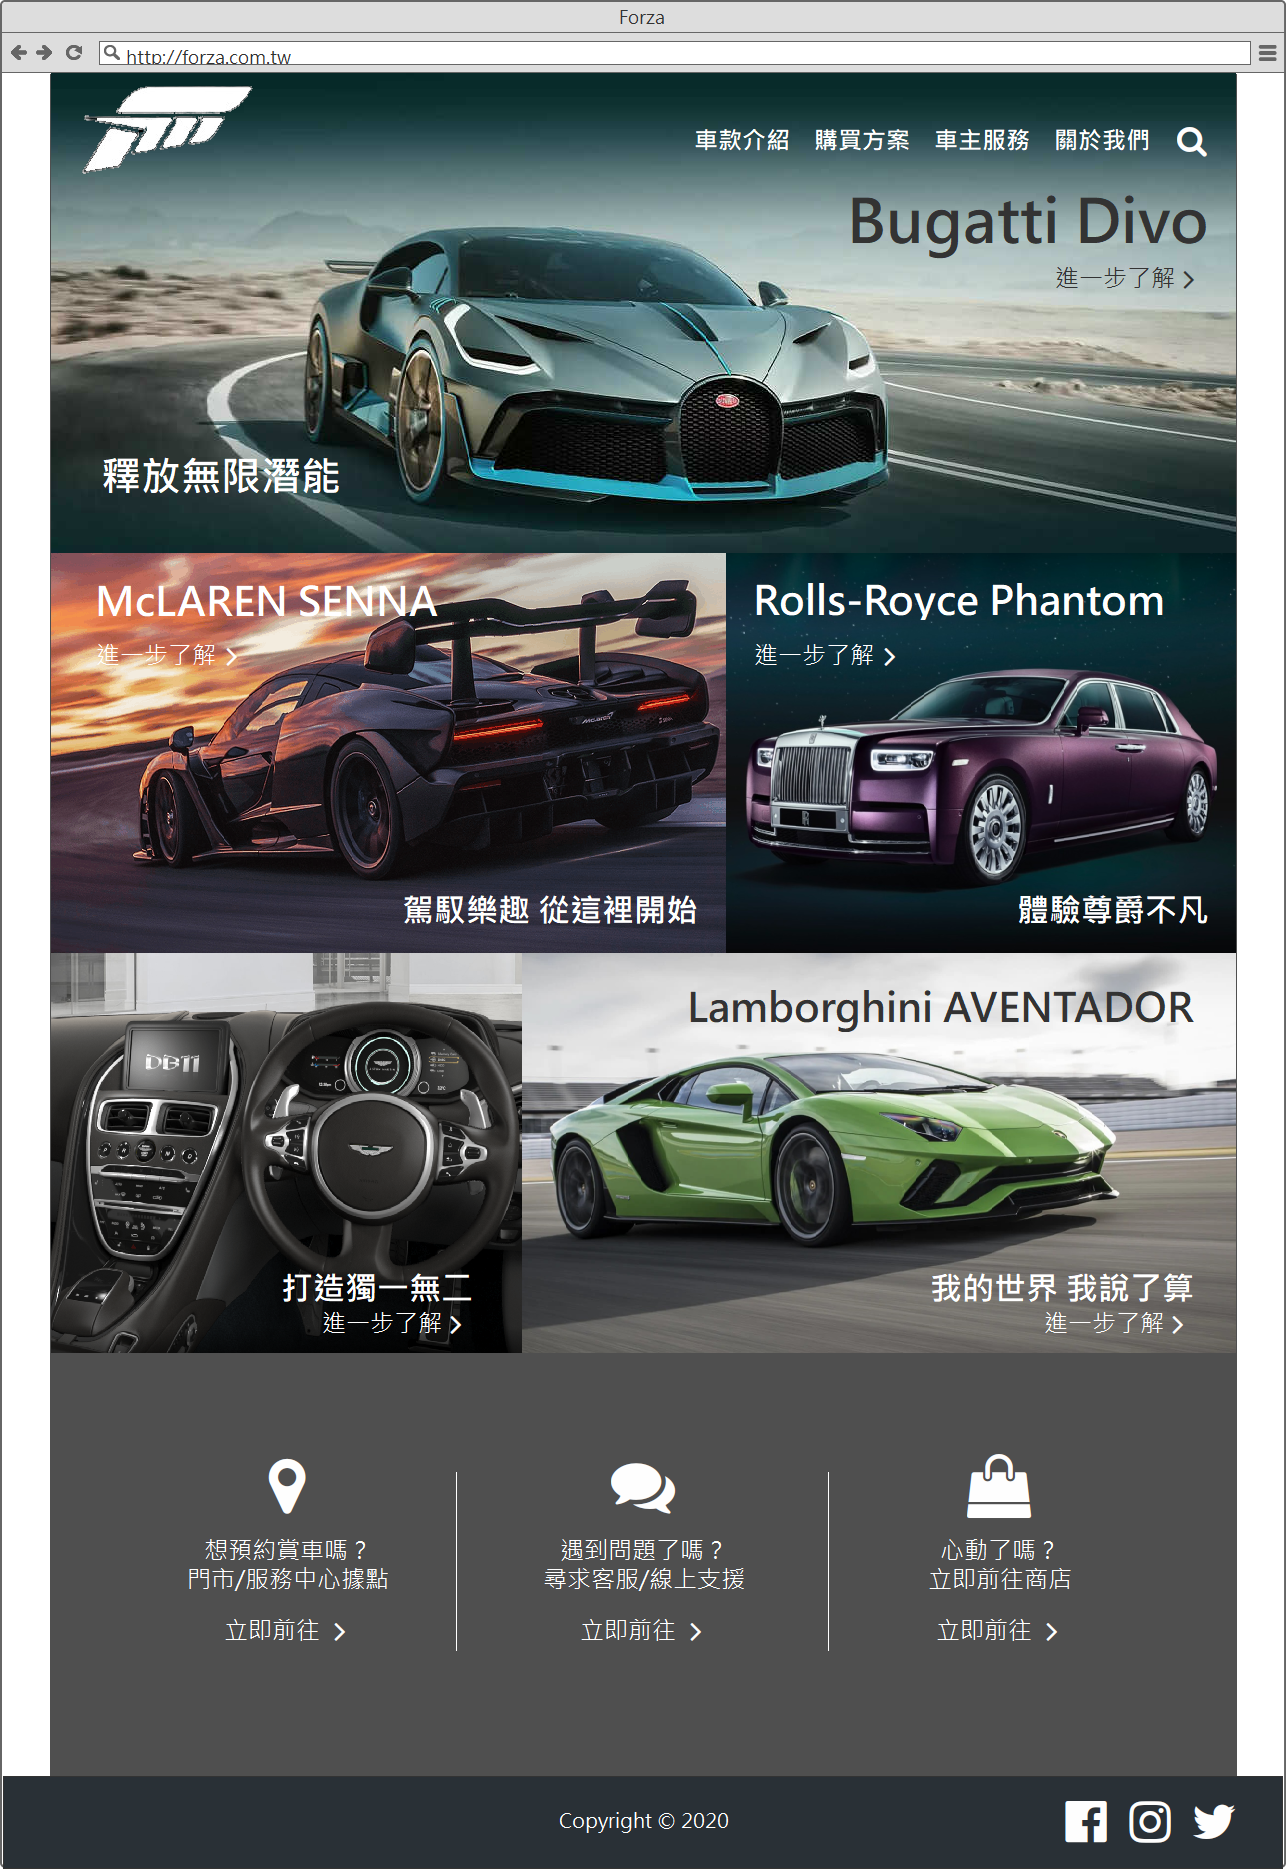 Forza
http://forza.com.tw
車款介紹 購買方案 車主服務 關於我們
Bugatti Divo
進一步了解
釋放無限潛能
McLAREN SENNA
進一步了解
駕馭樂趣 從這裡開始
Rolls-Royce Phantom
進一步了解
體驗尊爵不凡
DB11
打造獨一無二
進一步了解
Lamborghini AVENTADOR
我的世界 我說了算
進一步了解
想預約賞車嗎？
門市/服務中心據點
立即前往
遇到問題了嗎？
尋求客服/線上支援
立即前往
心動了嗎？
立即前往商店
立即前往
Copyright © 2020